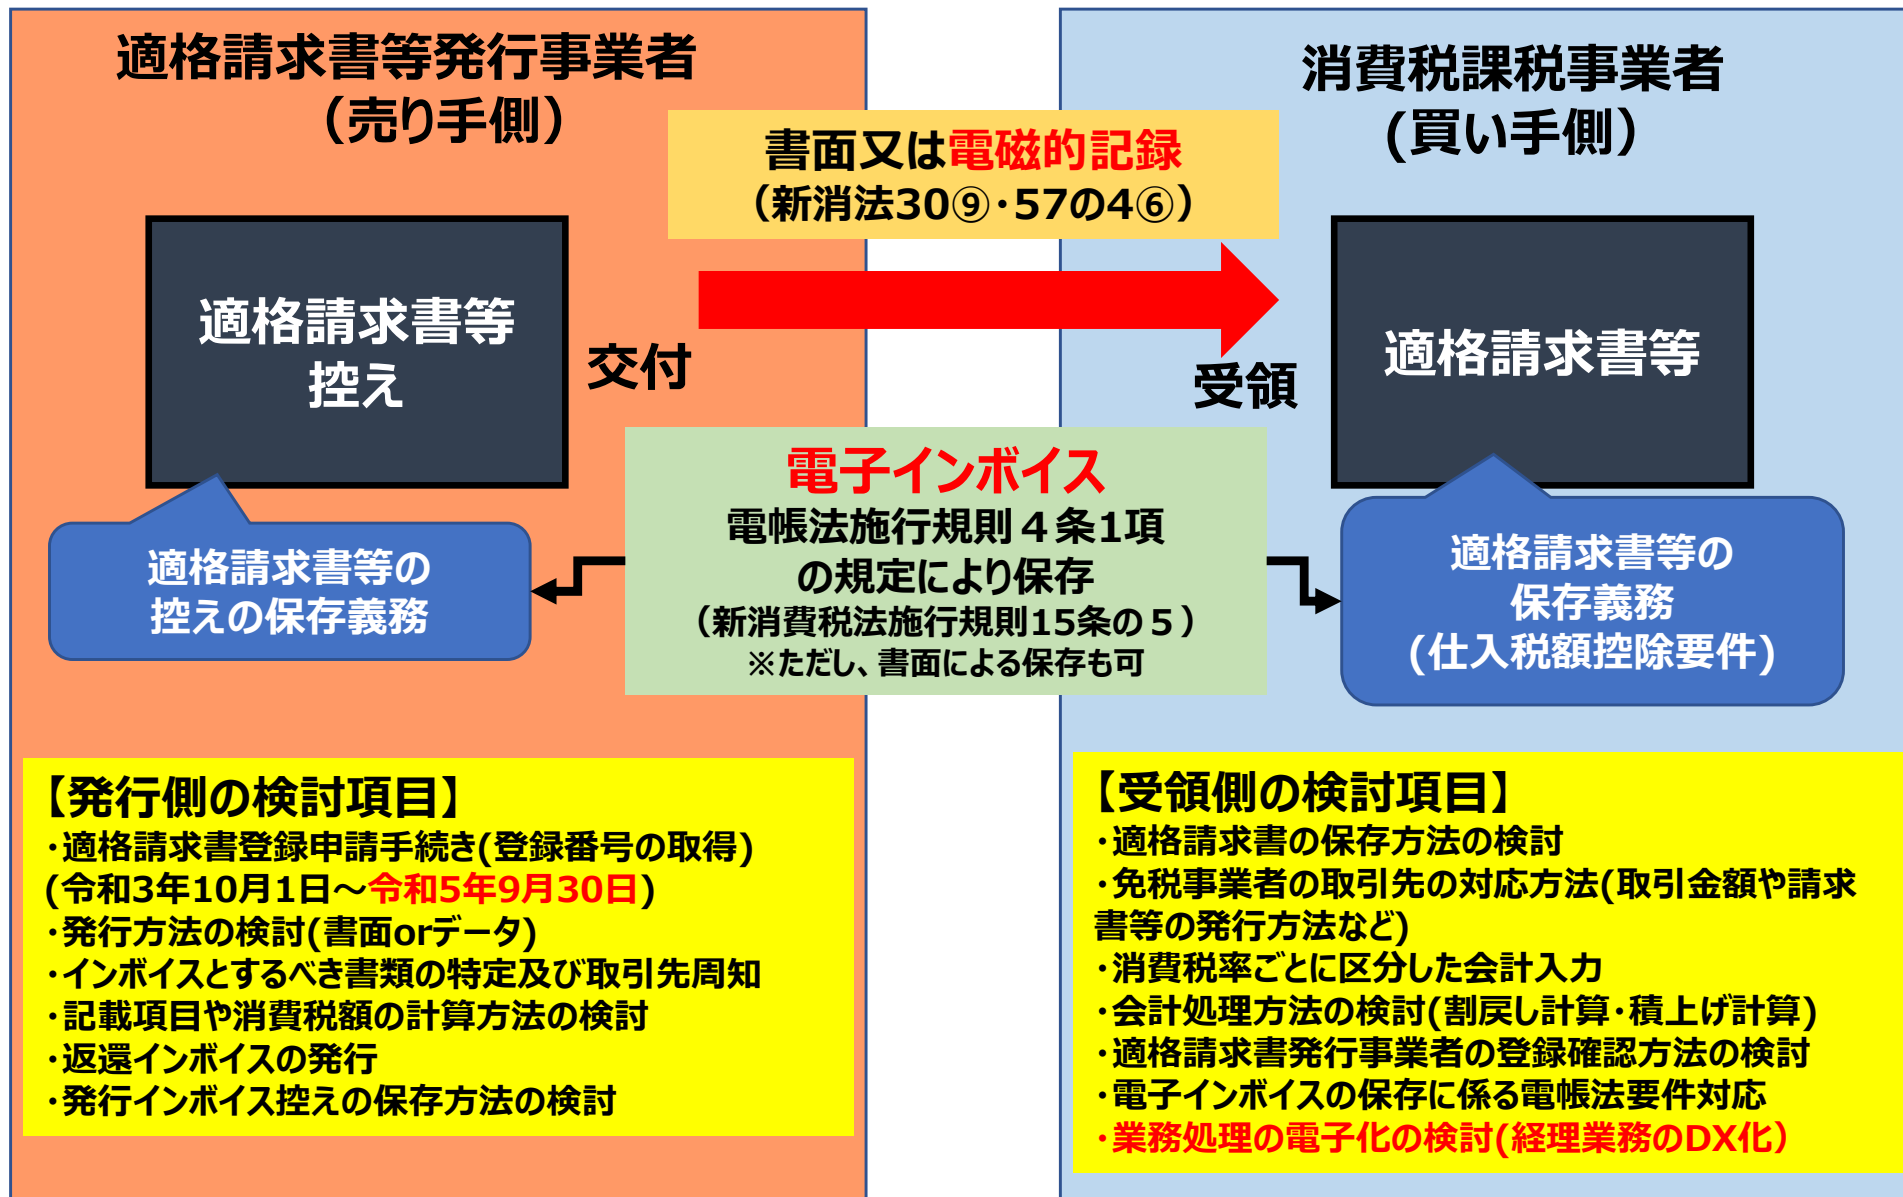 適格請求書等発行事業者
（売り手側）
消費税課税事業者
(買い手側）
書面又は電磁的記録
（新消法30⑨・57の4⑥）
適格請求書等
控え
交付
受領
適格請求書等
電子インボイス
電帳法施行規則４条1項
の規定により保存
（新消費税法施行規則15条の５）
※ただし、書面による保存も可
適格請求書等の
控えの保存義務
適格請求書等の
保存義務
(仕入税額控除要件)
【発行側の検討項目】
・適格請求書登録申請手続き(登録番号の取得)
(令和3年10月1日～令和5年9月30日)
・発行方法の検討(書面orデータ)
・インボイスとするべき書類の特定及び取引先周知
・記載項目や消費税額の計算方法の検討
・返還インボイスの発行
・発行インボイス控えの保存方法の検討
【受領側の検討項目】
・適格請求書の保存方法の検討
・免税事業者の取引先の対応方法(取引金額や請求
書等の発行方法など)
・消費税率ごとに区分した会計入力
・会計処理方法の検討(割戻し計算・積上げ計算)
・適格請求書発行事業者の登録確認方法の検討
・電子インボイスの保存に係る電帳法要件対応
・業務処理の電子化の検討(経理業務のDX化）